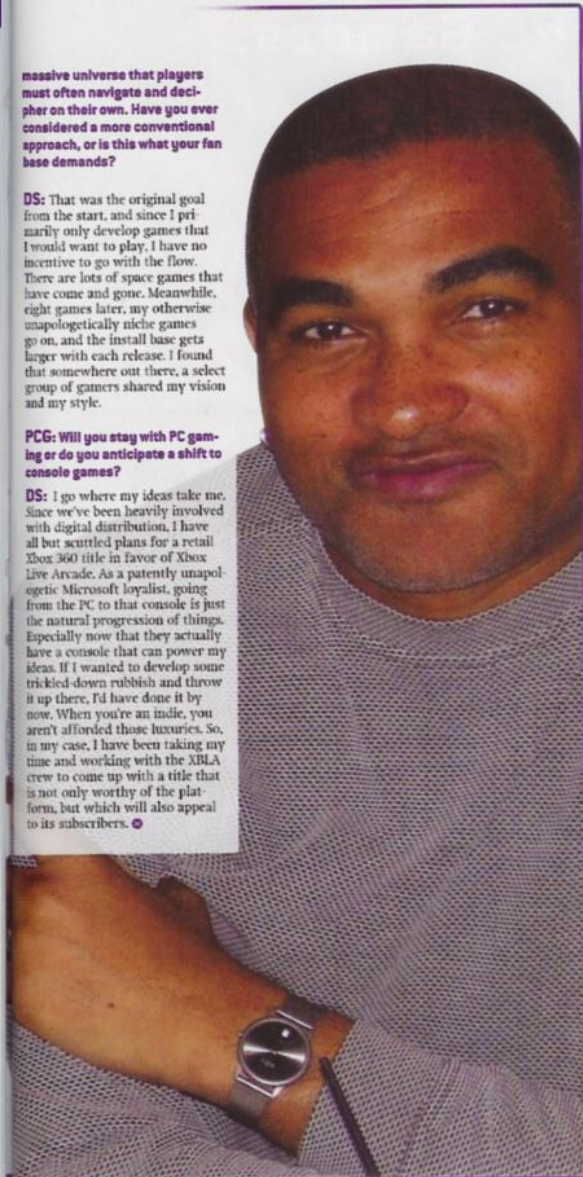 massive universe that players
must often navigate and deci-
pher on their own. Have you ever
considered a more conventional
approach, or is this what your fan
base demands?
DS: That was the original goal
from the start, and since I pri-
marily only develop games that
I would want to play, I have no
incentive to go with the flow.
There are lots of space games that
have come and gone. Meanwhile,
eight games later, my otherwise
unapologetically niche games
go on, and the install base gets
larger with each release. I found
that somewhere out there, a select
group of gamers shared my vision
and my style.
PCG: Will you stay with PC gam-
ing or do you anticipate a shift to
console games?
DS: I go where my ideas take me.
Since we've been heavily involved
with digital distribution, I have
all but scuttled plans for a retail
Xbox 360 title in favor of Xbox
Live Arcade. As a patently unapol-
ogetic Microsoft loyalist, going
from the PC to that console is just
the natural progression of things.
Especially now that they actually
have a console that can power my
ideas. If I wanted to develop some
trickled-down rubbish and throw
it up there, I'd have done it by
now. When you're an indie, you
aren't afforded those luxuries. So,
in my case, I have been taking my
time and working with the XBLA
crew to come up with a title that
is not only worthy of the plat-
form, but which will also appeal
to its subscribers.